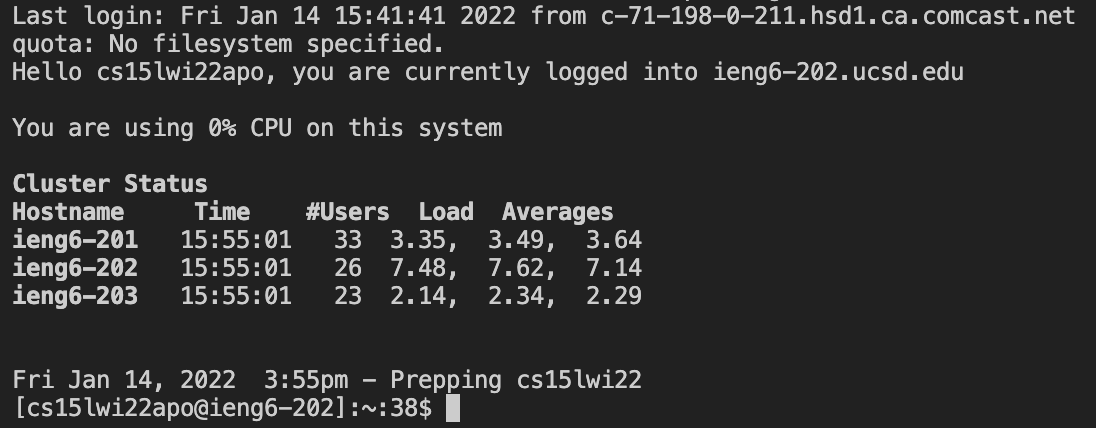 Last login: Fri Jan 14 15:41:41 2022 from c-71-198-0-211.hsd1.ca.comcast.net
quota: No filesystem specified.
Hello cs15lwi22apo, you are currently logged into ieng6-202.ucsd.edu
You are using 0% CPU on this system
Cluster Status
Hostname     Time    #Users  Load  Averages
ieng6-201   15:55:01   33  3.35,  3.49,  3.64
ieng6-202   15:55:01   26  7.48,  7.62,  7.14
ieng6-203   15:55:01   23  2.14,  2.34,  2.29
Fri Jan 14, 2022  3:55pm - Prepping cs15lwi22
[cs15lwi22apo@ieng6-202]:~:38$